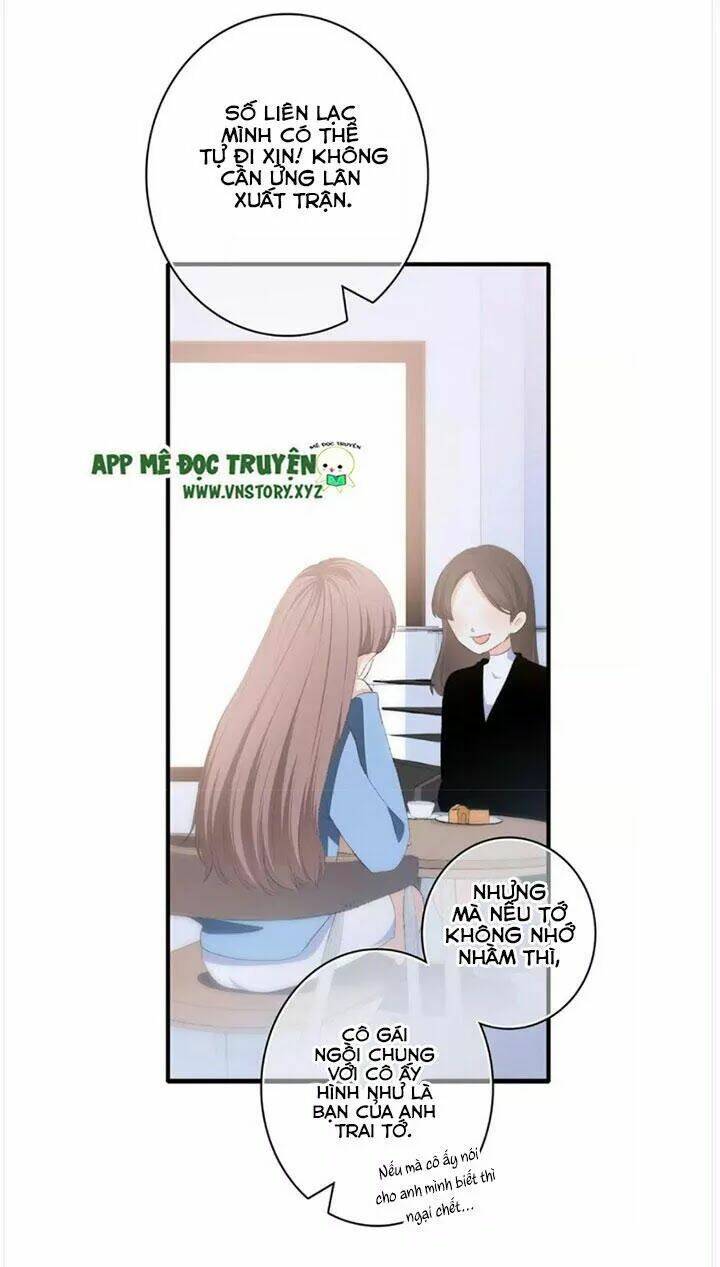 SỐ LIÊN LẠC
MÌNH CÓ THỂ
TỰ ĐI XIN! KHÔNG
CẦN ỨNG LÂN
XUẤT TRẬN.
MÊ ĐỌC TRUYỆN
APP MÊ ĐỌC TRUYỆN
WWW.VNSTORY.XYZ
NHƯNG
MÀ NẾU TỚ
KHÔNG NHỚ
NHẦM THÌ,
CÔ GÁI
NGỒI CHUNG
VỚI CÔ ẤY
HÌNH NHƯ LÀ
BẠN CỦA ANH
TRAI TỚ.
Nếu mà cô ấy nói
cho anh mình biết thì
ngại chết...